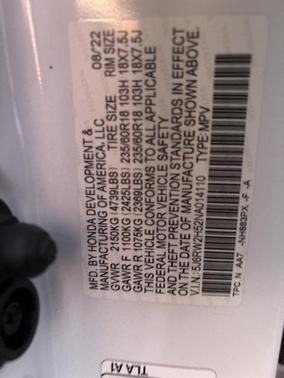 MFD. BY HONDA DEVELOPMENT & 08/22
MANUFACTURING OF AMERICA, LLC
GVWR 2150KG (4739LBS) TIRE SIZE RIM SIZE
GAWR F 1100KG (2425LBS) 235/60R18 103H 18X7.5J
GAWR R 1075KG (2369LBS) 235/60R18 103H 18X7.5J
THIS VEHICLE CONFORMS TO ALL APPLICABLE
FEDERAL MOTOR VEHICLE SAFETY
AND THEFT PREVENTION STANDARDS IN EFFECT
ON THE DATE OF MANUFACTURE SHOWN ABOVE.
V.I.N.: 5J6RW2H52NA014110 TYPE: MPV
TPC N AA7 -NH883PX -F -A
TLA A1